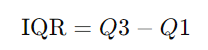 IQR = Q3 − Q1